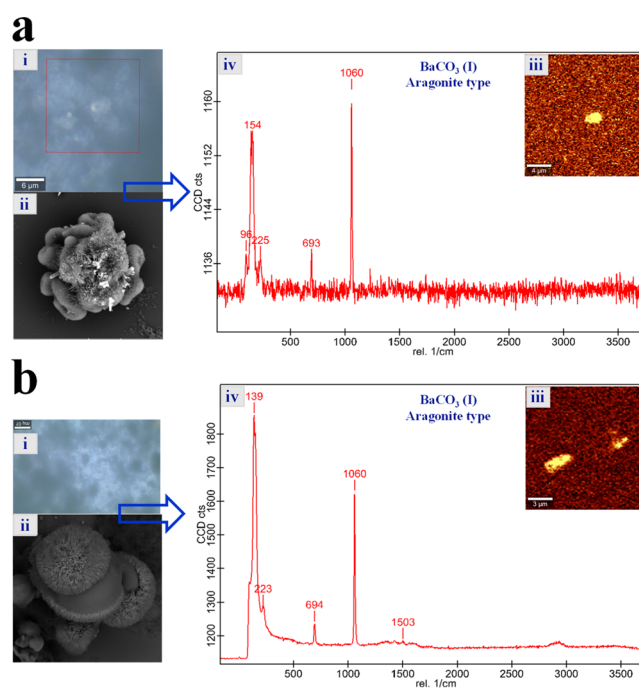 a
i
6 µm
ii
iv
BaCO₃ (I)
Aragonite type
iii
4 µm
1060
154
96
225
693
1160
1152
1144
1136
CCD cts
500 1000 1500 2000 2500 3000 3500
rel. 1/cm
b
i
ii
iv
BaCO₃ (I)
Aragonite type
iii
3 µm
139
1060
223
694
1503
1800
1700
1600
1500
1400
1300
1200
CCD cts
500 1000 1500 2000 2500 3000 3500
rel. 1/cm